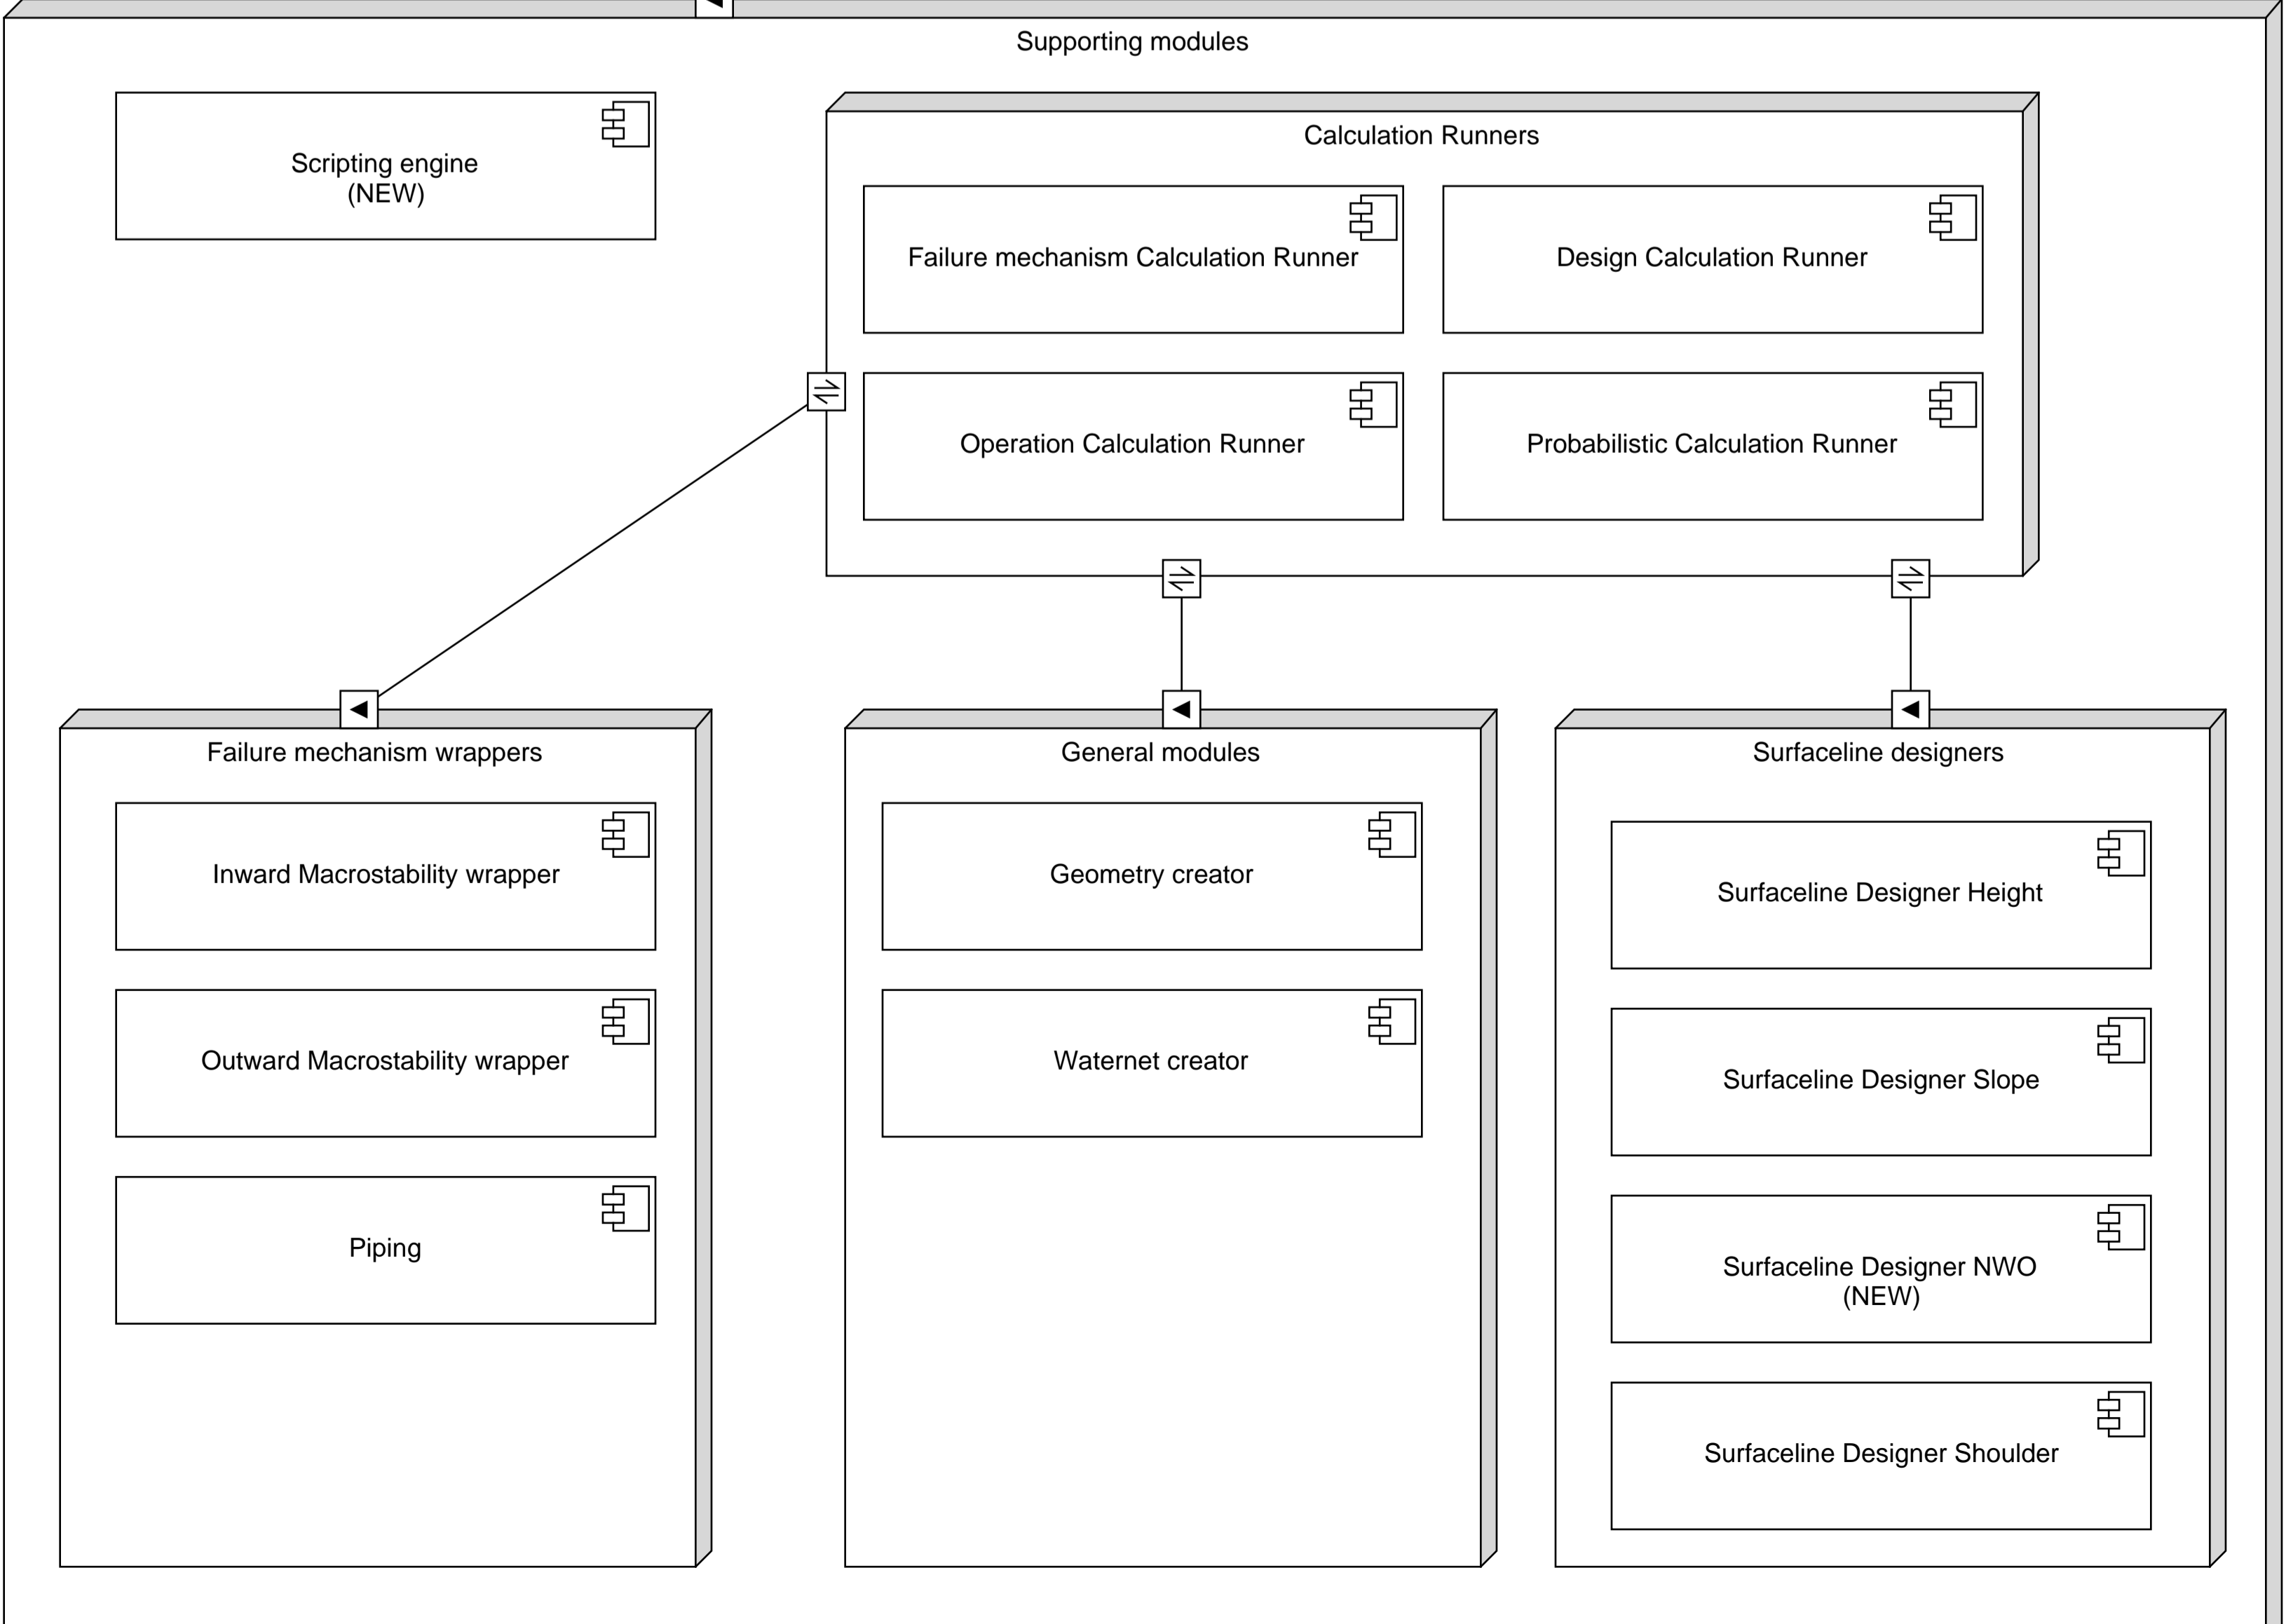 Supporting modules
Scripting engine
(NEW)
Calculation Runners
Failure mechanism Calculation Runner
Design Calculation Runner
Operation Calculation Runner
Probabilistic Calculation Runner
Failure mechanism wrappers
Inward Macrostability wrapper
Outward Macrostability wrapper
Piping
General modules
Geometry creator
Waternet creator
Surfaceline designers
Surfaceline Designer Height
Surfaceline Designer Slope
Surfaceline Designer NWO
(NEW)
Surfaceline Designer Shoulder